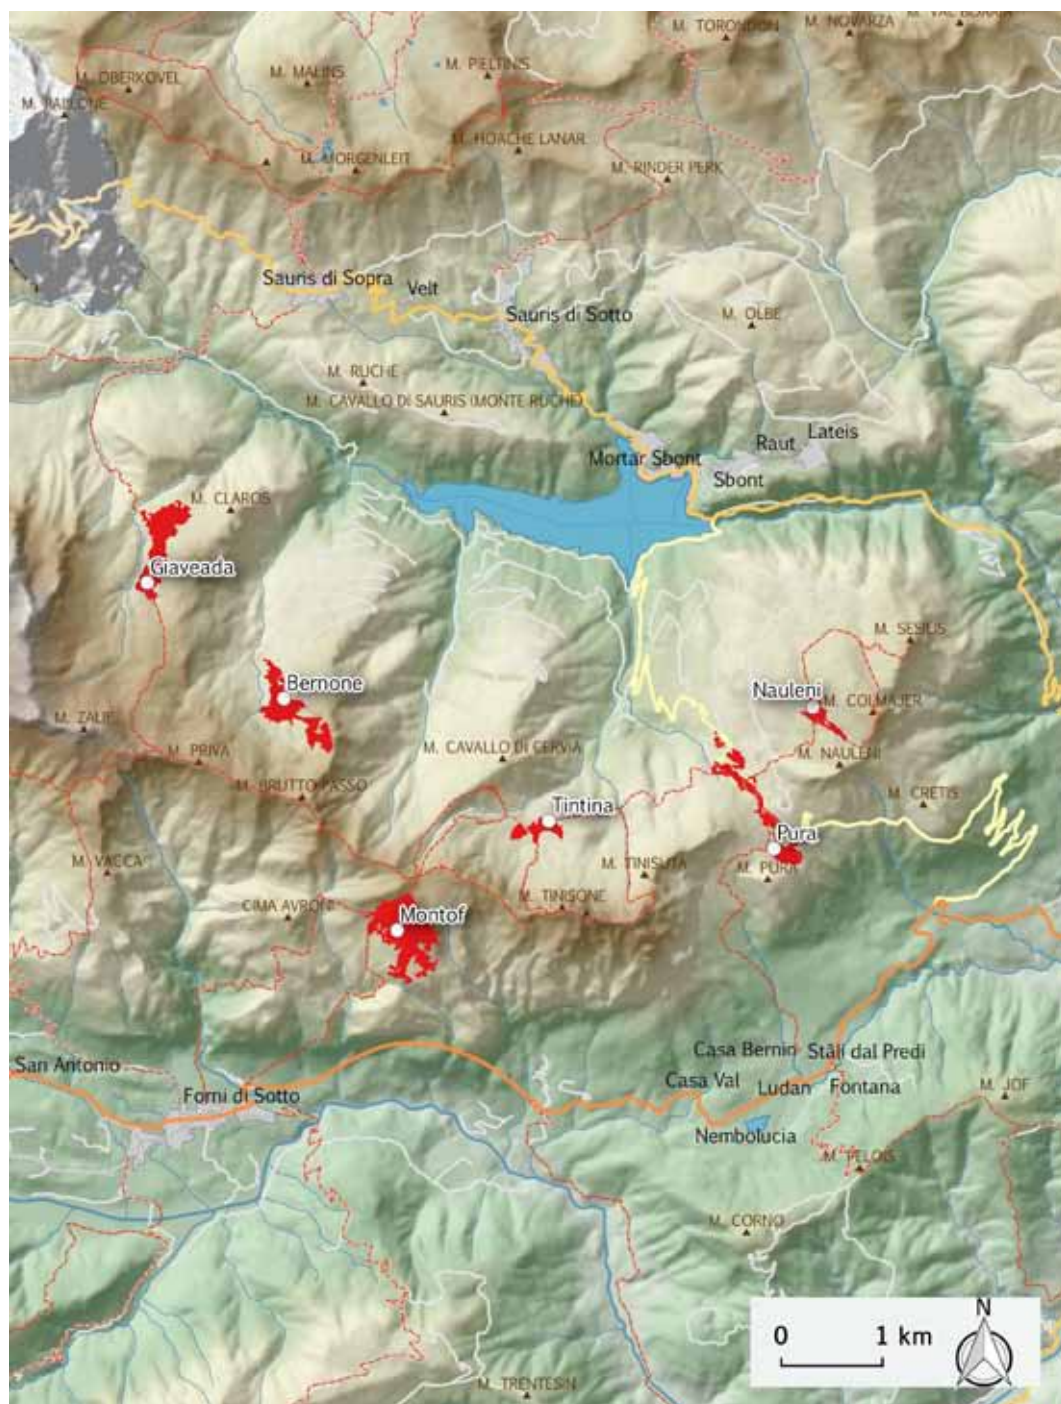 M. TORONDON
M. NOVARZA
M. PIELTINIS
M. MALINS
M. OBERKOVEL
M. HOACHE LANAR
M. MORGENLEIT
M. RINDER PERK
Sauris di Sopra
Velt
Sauris di Sotto
M. OLBE
M. RUCHE
M. CAVALLO DI SAURIS (MONTE RUCHE)
Lateis
Raut
Mortar Sbont
Sbont
M. CLAROS
Giaveada
M. SESILIS
Bernone
Nauleni
M. COLMAJER
M. PRIVA
M. CAVALLO DI CERVIA
M. NAULENI
M. BRUTTO PASSO
M. CRETIS
Tintina
Pura
M. VACCA
M. TINISUTA
M. PURA
M. TINISONE
CIMA AVRONI
Montof
Casa Bernin
Stâli dal Predi
San Antonio
Casa Val
Ludan
Fontana
M. JOF
Forni di Sotto
Nembolucia
M. PELOIS
M. CORNO
N
0
1 km
M. TRENTESIN